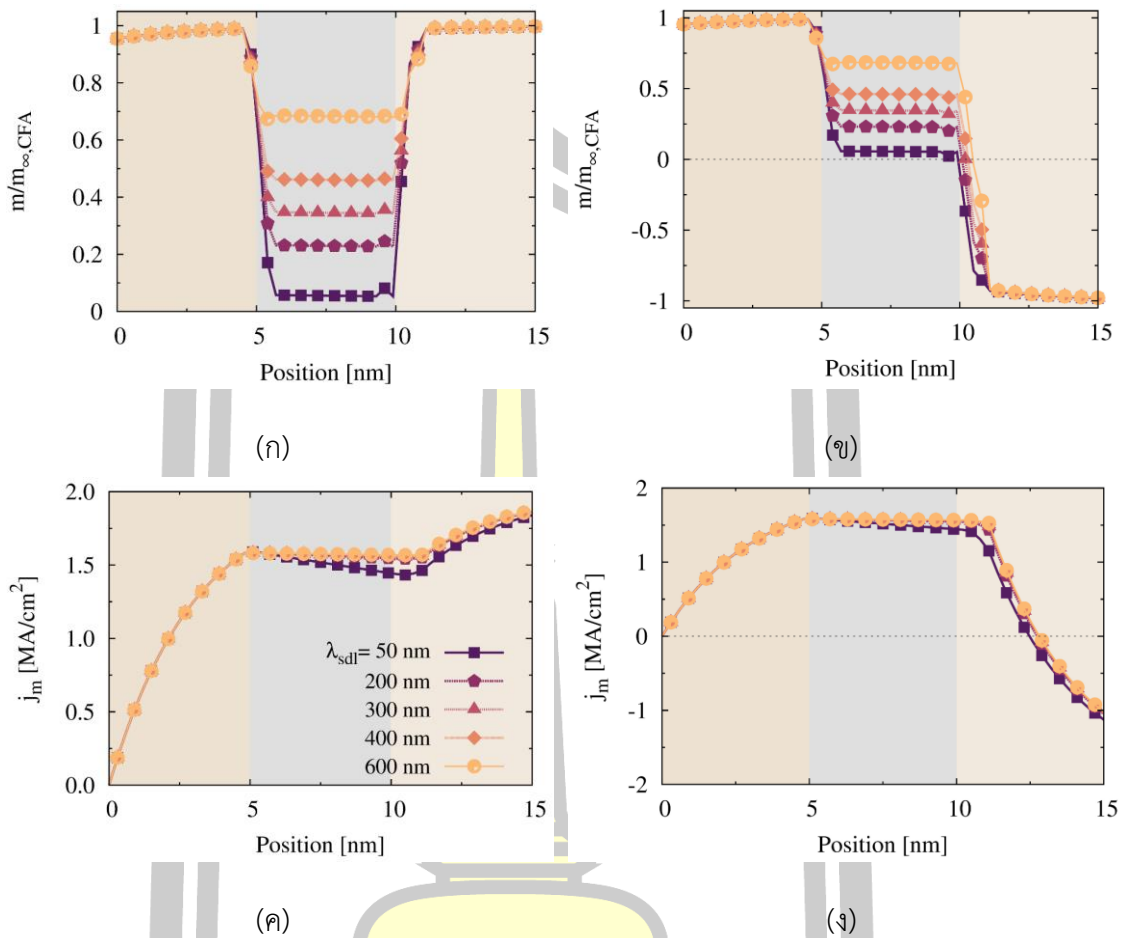 m/m∞,CFA
1
0.8
0.6
0.4
0.2
0
0
5
10
15
Position [nm]
(ก)
m/m∞,CFA
1
0.5
0
-0.5
-1
0
5
10
15
Position [nm]
(ข)
jm [MA/cm²]
2.0
1.5
1.0
0.5
0.0
λsdl= 50 nm
200 nm
300 nm
400 nm
600 nm
0
5
10
15
Position [nm]
(ค)
jm [MA/cm²]
2
1
0
-1
-2
0
5
10
15
Position [nm]
(ง)